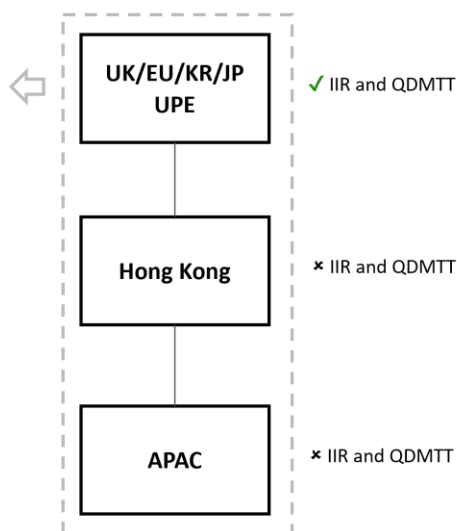 UK/EU/KR/JP
UPE
✓ IIR and QDMTT
Hong Kong
× IIR and QDMTT
APAC
× IIR and QDMTT